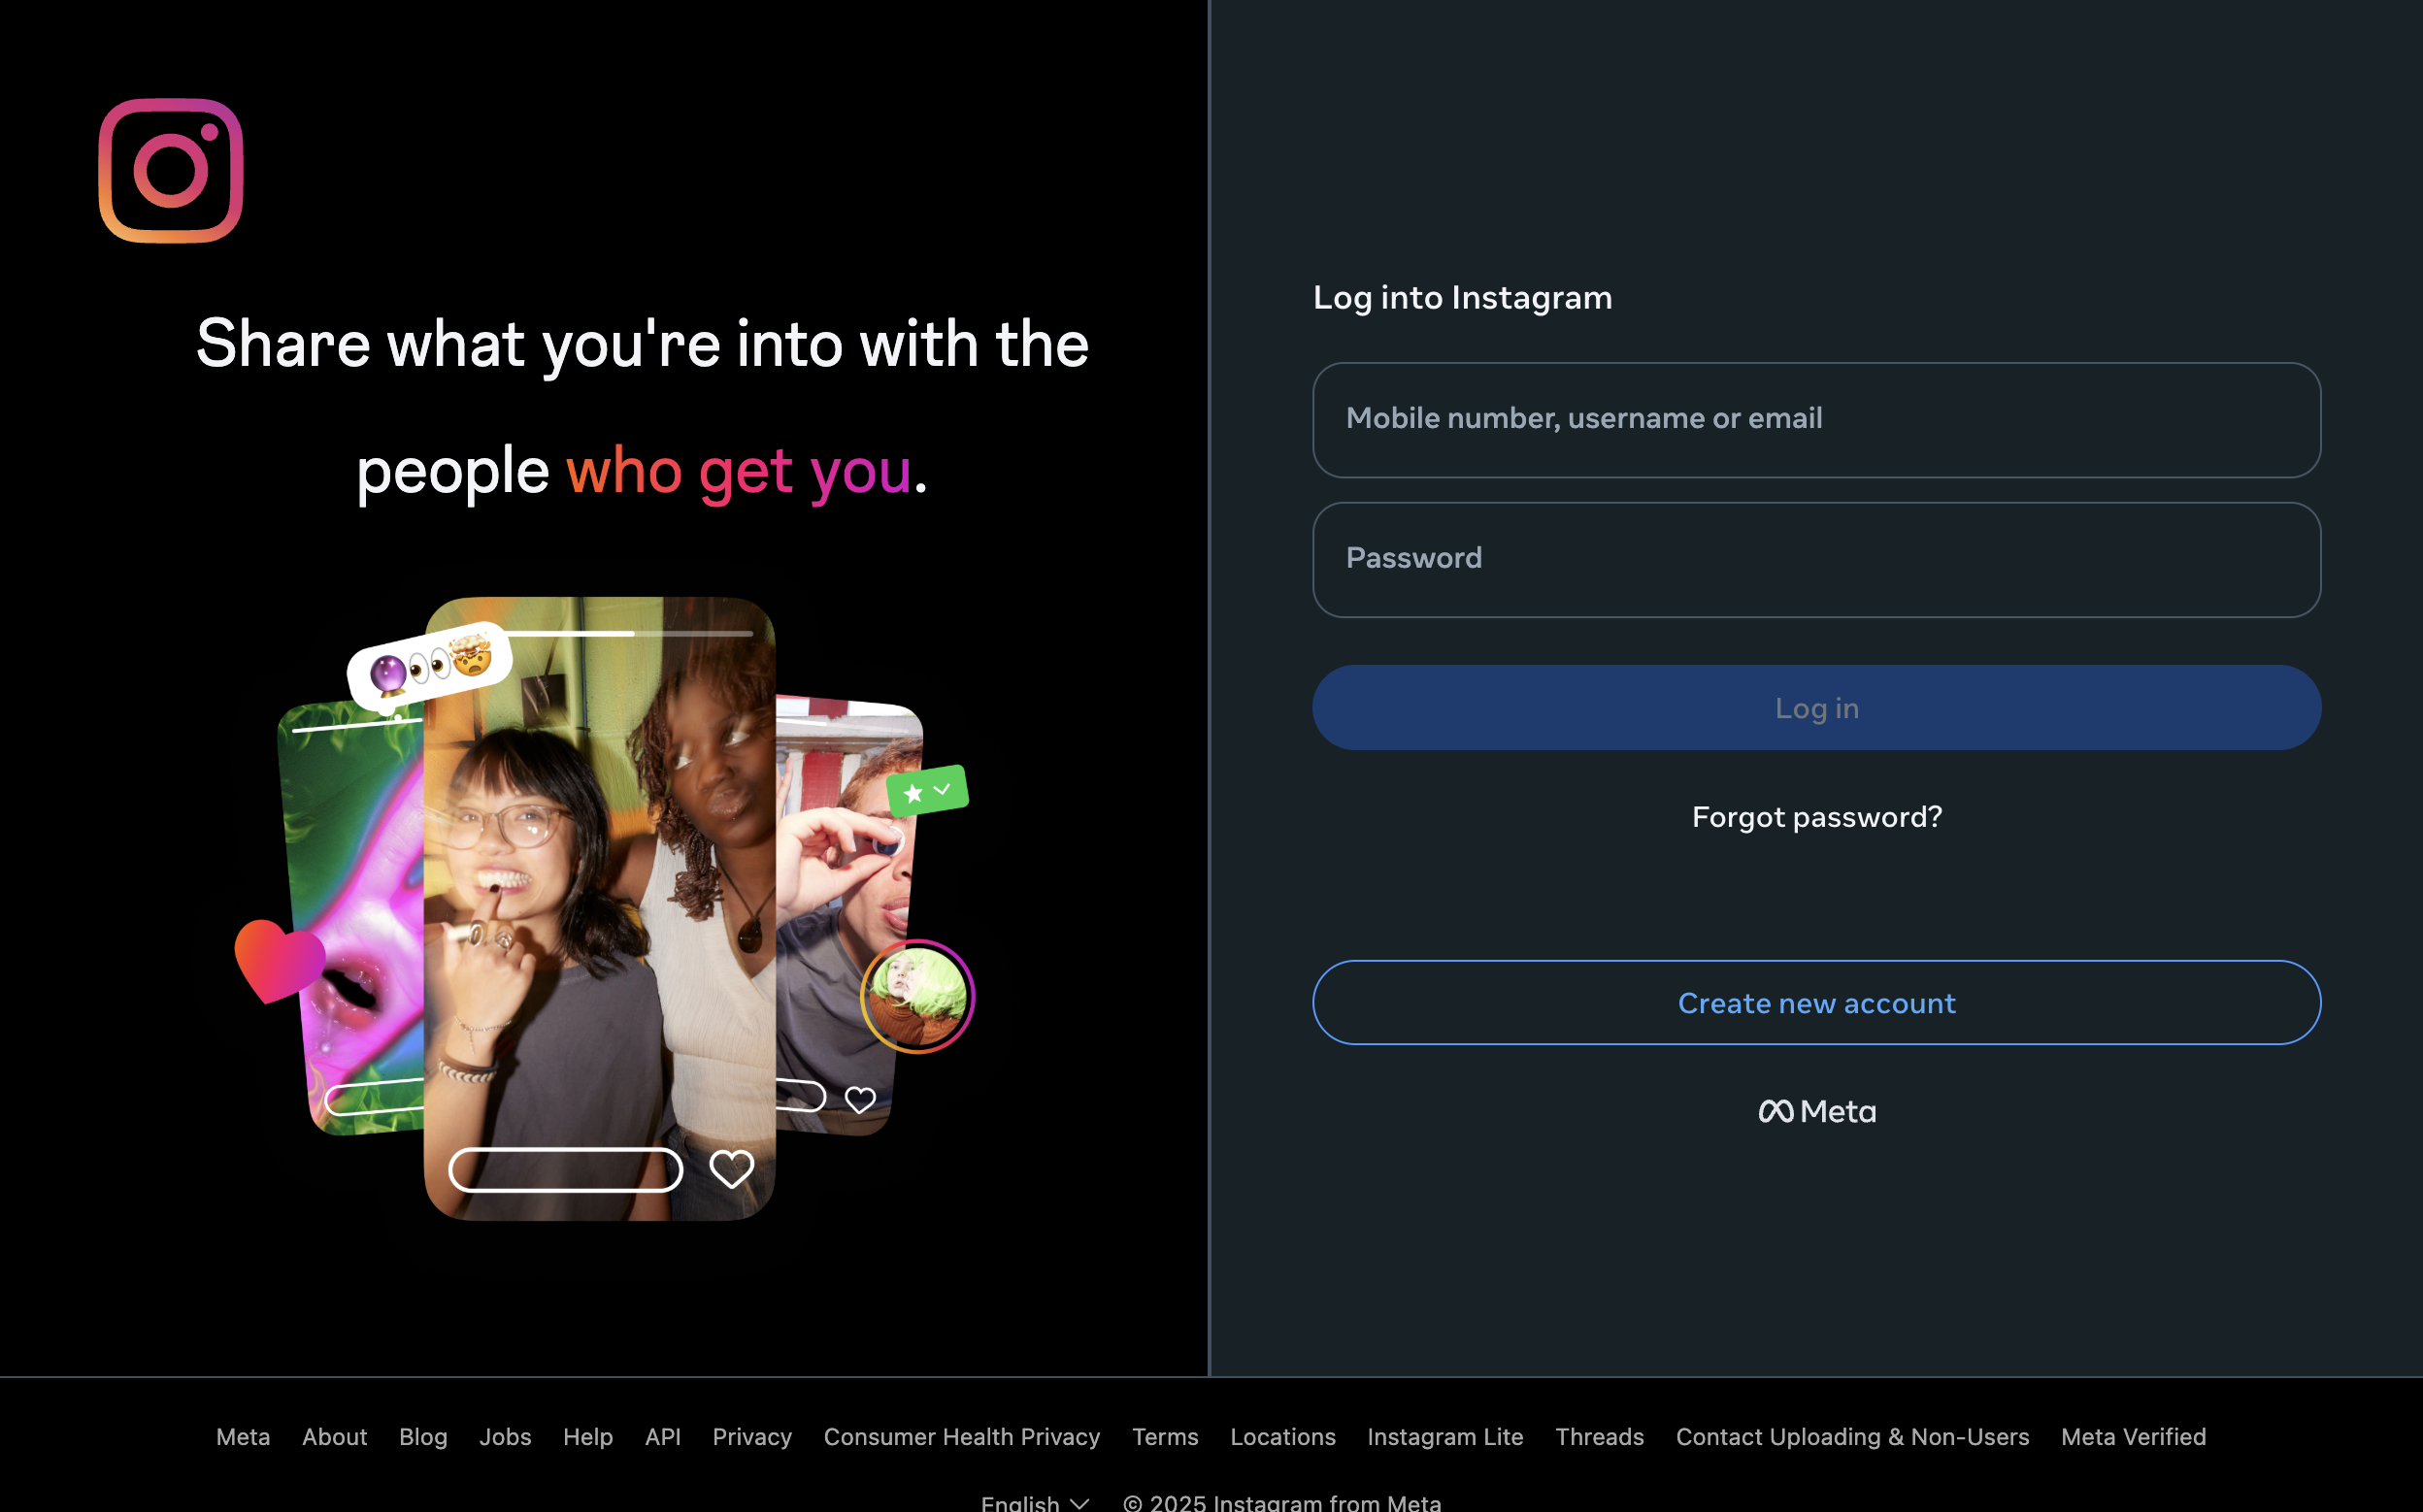 Share what you're into with the
people who get you.
Log into Instagram
Mobile number, username or email
Password
Log in
Forgot password?
Create new account
Meta
Meta About Blog Jobs Help API Privacy Consumer Health Privacy Terms Locations Instagram Lite Threads Contact Uploading & Non-Users Meta Verified
English © 2025 Instagram from Meta